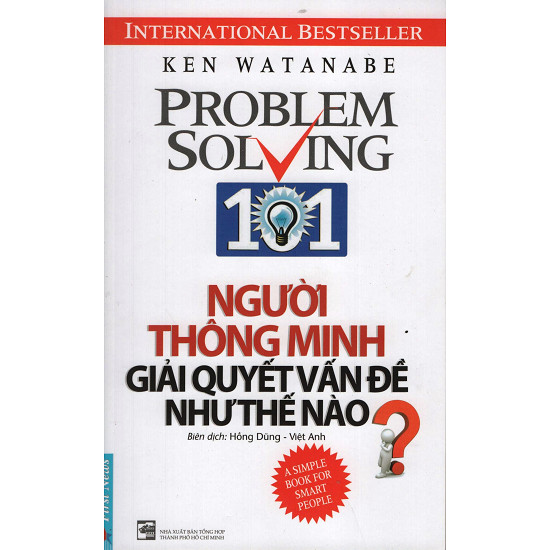 INTERNATIONAL BESTSELLER
KEN WATANABE
PROBLEM
SOLVING
101
NGƯỜI
THÔNG MINH
GIẢI QUYẾT VẤN ĐỀ
NHƯ THẾ NÀO?
Biên dịch: Hồng Dũng - Việt Anh
A SIMPLE
BOOK FOR
SMART
PEOPLE
First News
NHÀ XUẤT BẢN TỔNG HỢP
THÀNH PHỐ HỒ CHÍ MINH